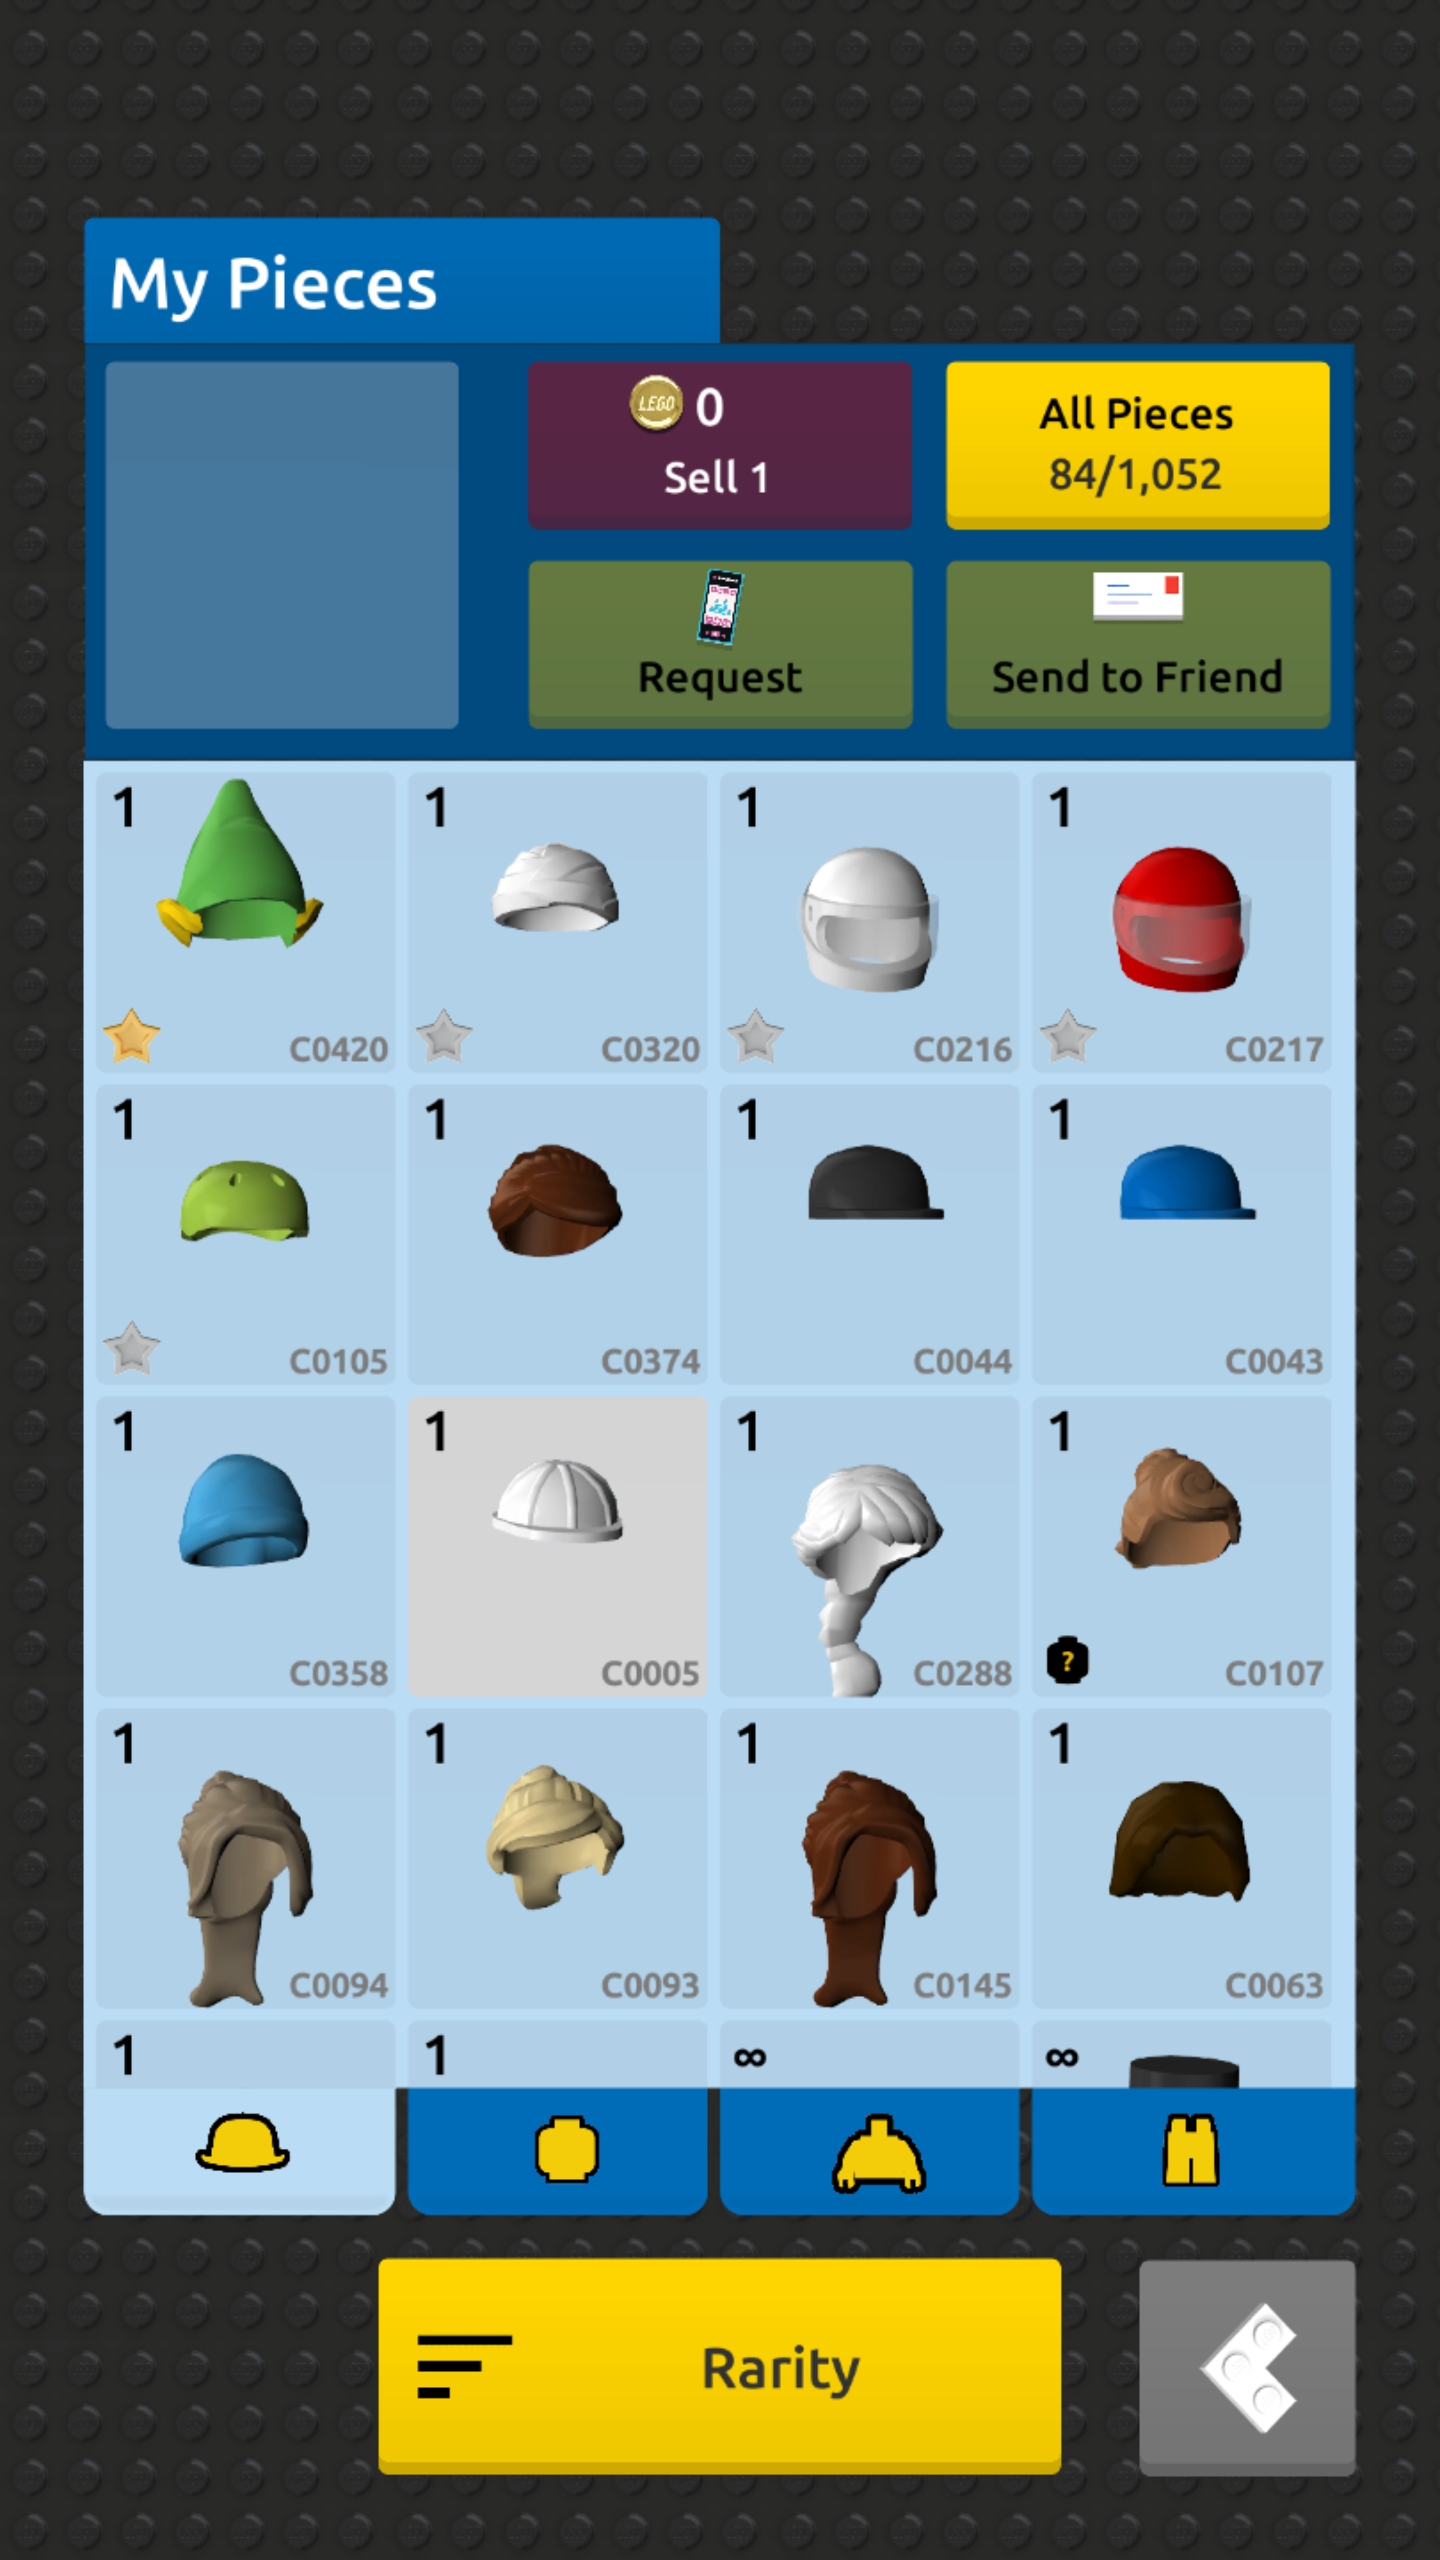 My Pieces
LEGO 0
Sell 1
All Pieces
84/1,052
Request
Send to Friend
1 1 1 1
C0420 C0320 C0216 C0217
1 1 1 1
C0105 C0374 C0044 C0043
1 1 1 1
? 
C0358 C0005 C0288 C0107
1 1 1 1
C0094 C0093 C0145 C0063
1 1 ∞ ∞
Rarity